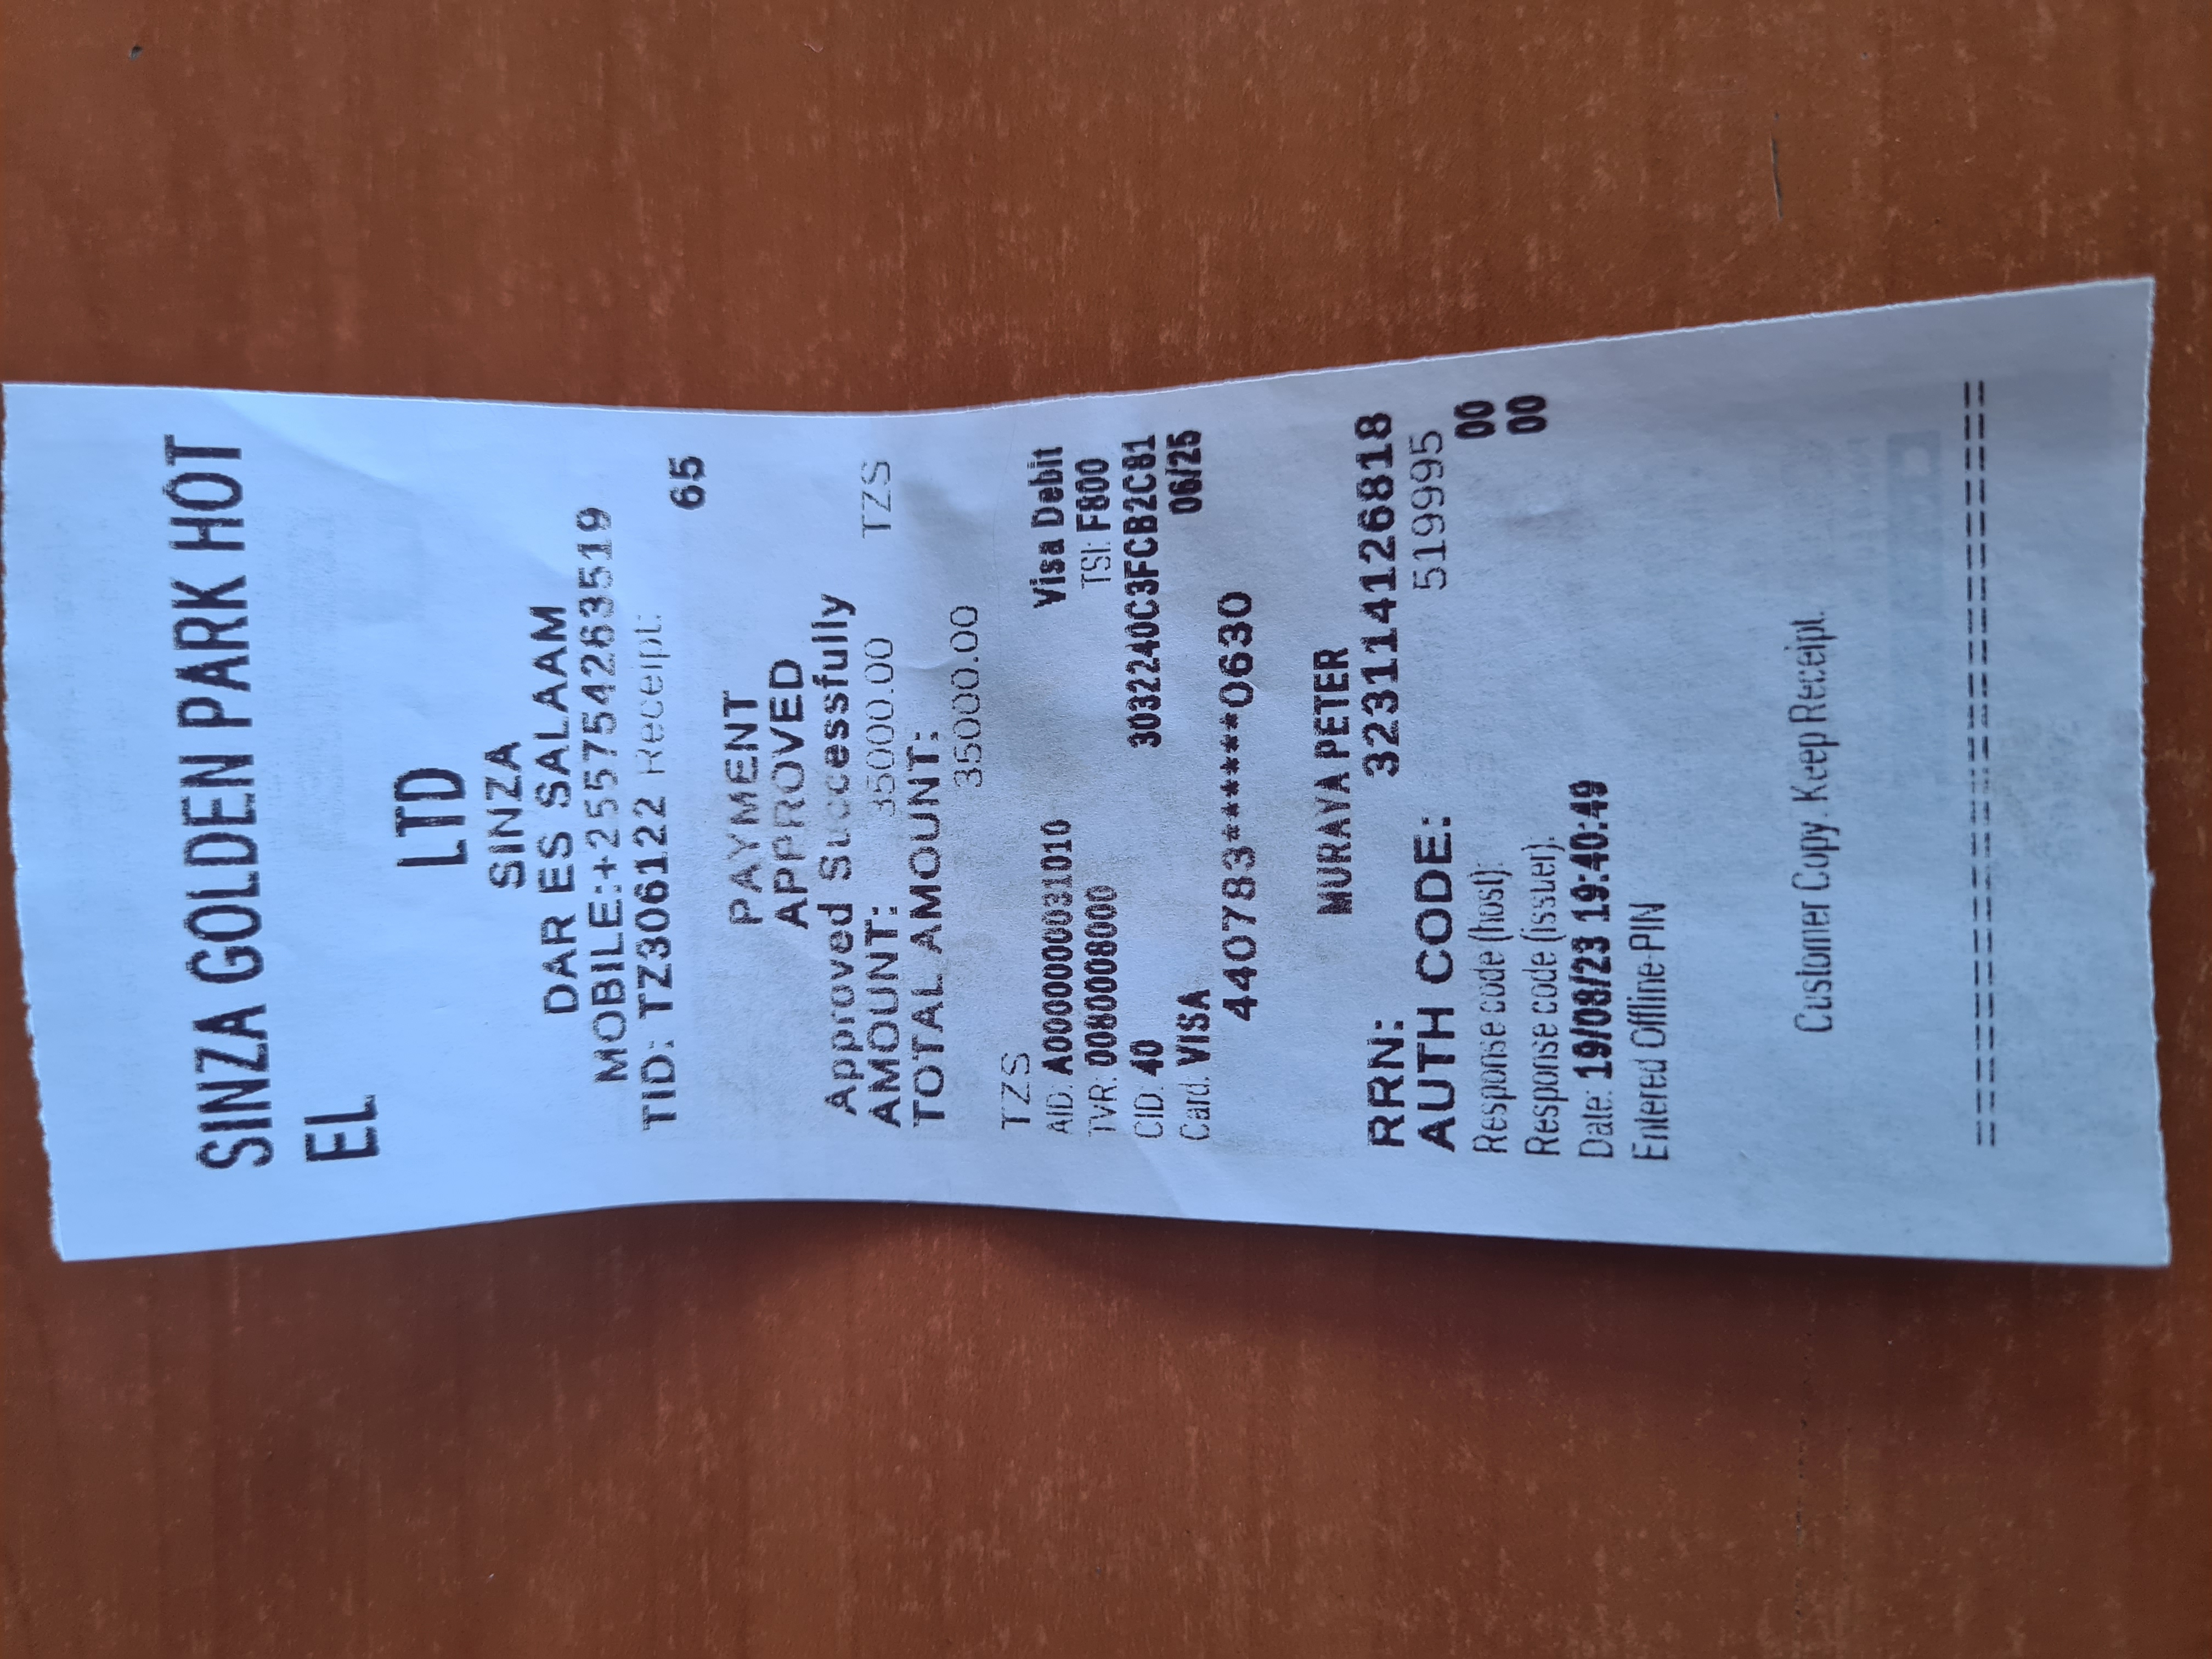 SINZA GOLDEN PARK HOT
EL
LTD
SINZA
DAR ES SALAAM
MOBILE:+255754263519
TID: TZ306122 Receipt:
65
PAYMENT
APPROVED
Approved Successfully
AMOUNT: 35000.00 TZS
TOTAL AMOUNT:
35000.00
TZS
AID: A0000000031010 Visa Debit
TVR: 0080008000 TSI: F800
CID: 40 3032240C3FCB2C81
Card: VISA 06/25
440783******0630
MURAVA PETER
RRN: 323114126818
AUTH CODE: 519995
Response code (host): 00
Response code (issuer): 00
Date: 19/08/23 19:40:49
Entered Offline-PIN
Customer Copy. Keep Receipt.